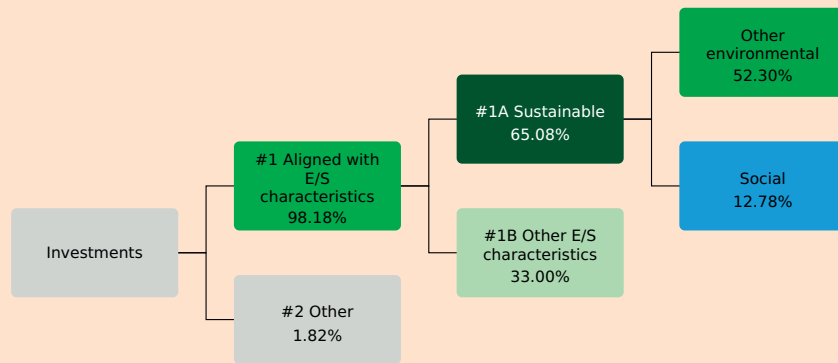 Investments
#1 Aligned with
E/S
characteristics
98.18%
#2 Other
1.82%
#1A Sustainable
65.08%
#1B Other E/S
characteristics
33.00%
Other
environmental
52.30%
Social
12.78%